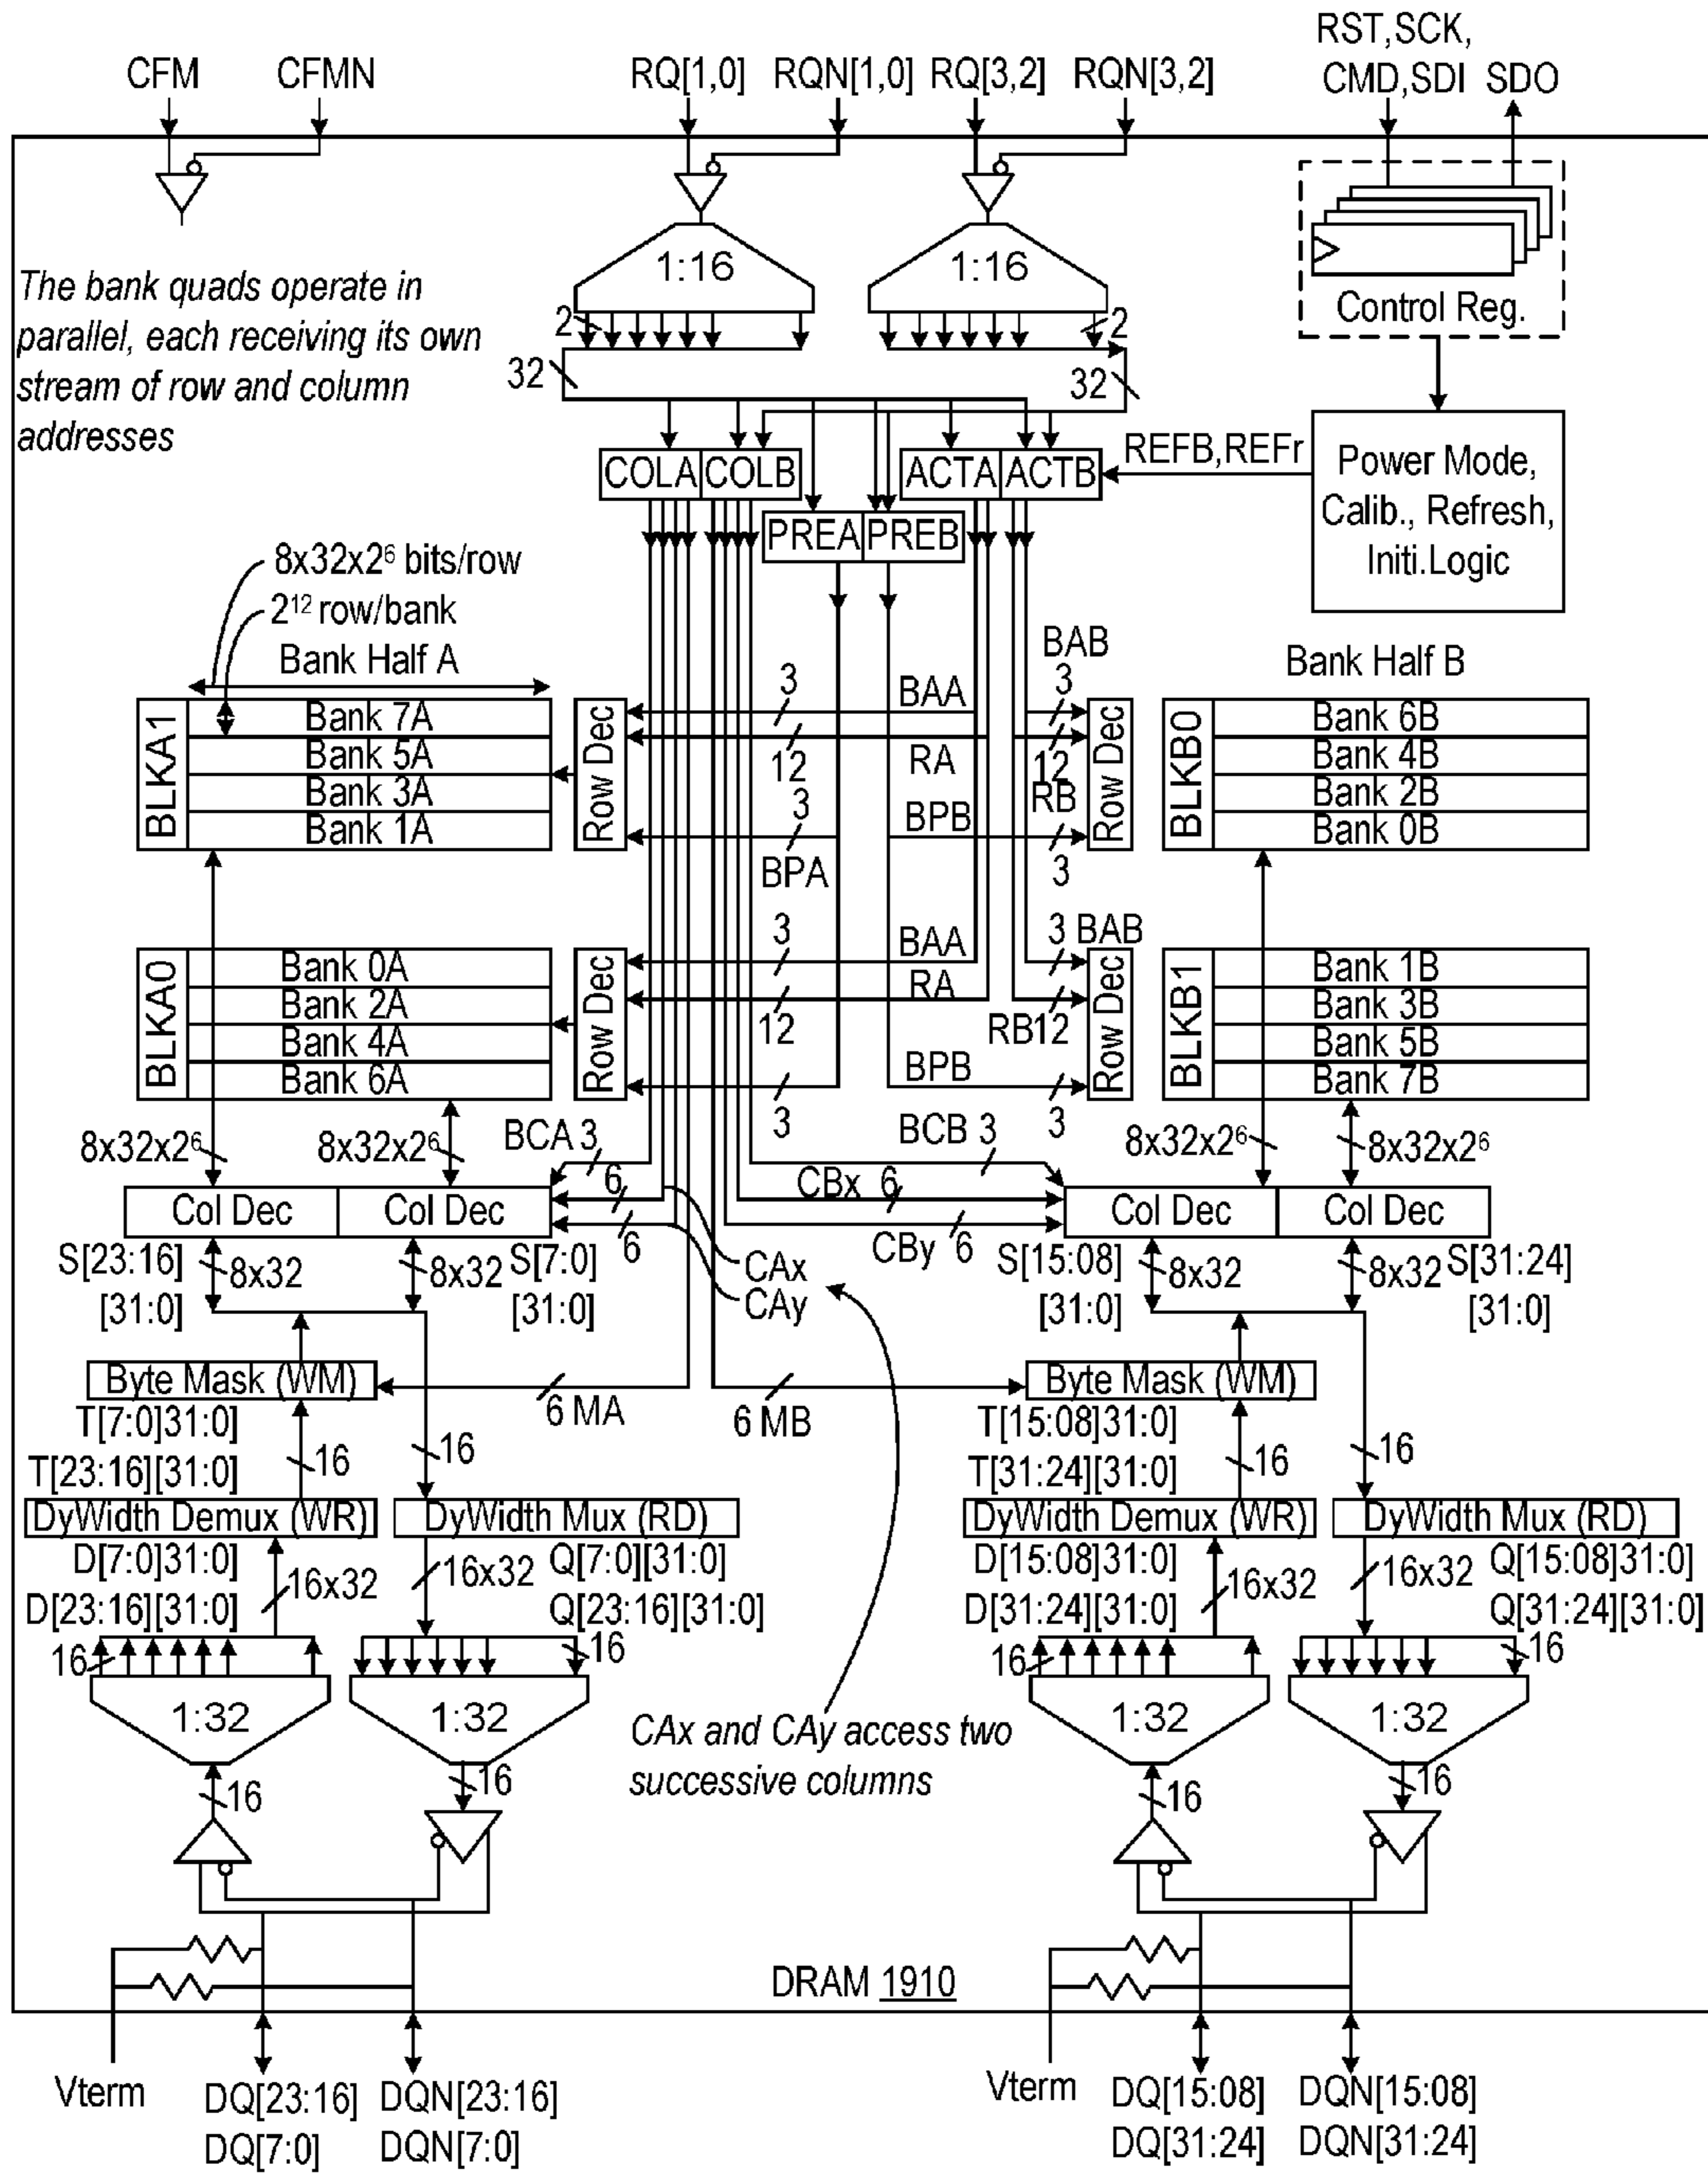 RST,SCK,
CFM CFMN RQ[1,0] RQN[1,0] RQ[3,2] RQN[3,2] CMD,SDI SDO
1:16 1:16
The bank quads operate in
parallel, each receiving its own
stream of row and column
addresses
Control Reg.
2 2
32 32
COLA COLB ACTA ACTB REFB,REFr
PREA PREB
Power Mode,
Calib., Refresh,
Initi.Logic
8x32x2⁶ bits/row
2¹² row/bank
Bank Half A BAB Bank Half B
BLKA1
Bank 7A
Bank 5A
Bank 3A
Bank 1A
Row Dec
3 BAA 3
12 RA 12
3 BPB RB
BPA 3
Row Dec
BLKB0
Bank 6B
Bank 4B
Bank 2B
Bank 0B
BLKA0
Bank 0A
Bank 2A
Bank 4A
Bank 6A
Row Dec
3 BAA 3 BAB
RA
12 RB12
BPB
3 3
Row Dec
BLKB1
Bank 1B
Bank 3B
Bank 5B
Bank 7B
8x32x2⁶ 8x32x2⁶ BCA 3 BCB 3 8x32x2⁶ 8x32x2⁶
6 CBx 6
Col Dec Col Dec Col Dec Col Dec
6 CBy 6
S[23:16] 8x32 8x32 S[7:0] CAx S[15:08] 8x32 8x32 S[31:24]
[31:0] [31:0] CAy [31:0] [31:0]
Byte Mask (WM) 6 MA 6 MB Byte Mask (WM)
T[7:0]31:0] T[15:08]31:0]
T[23:16][31:0] 16 16 T[31:24][31:0] 16 16
DyWidth Demux (WR) DyWidth Mux (RD) DyWidth Demux (WR) DyWidth Mux (RD)
D[7:0]31:0] 16x32 16x32 Q[7:0][31:0] D[15:08]31:0] 16x32 16x32 Q[15:08]31:0]
D[23:16][31:0] Q[23:16][31:0] D[31:24][31:0] Q[31:24][31:0]
16 16 16 16
1:32 1:32 1:32 1:32
CAx and CAy access two
successive columns
16 16 16 16
DRAM 1910
Vterm DQ[23:16] DQN[23:16] Vterm DQ[15:08] DQN[15:08]
DQ[7:0] DQN[7:0] DQ[31:24] DQN[31:24]